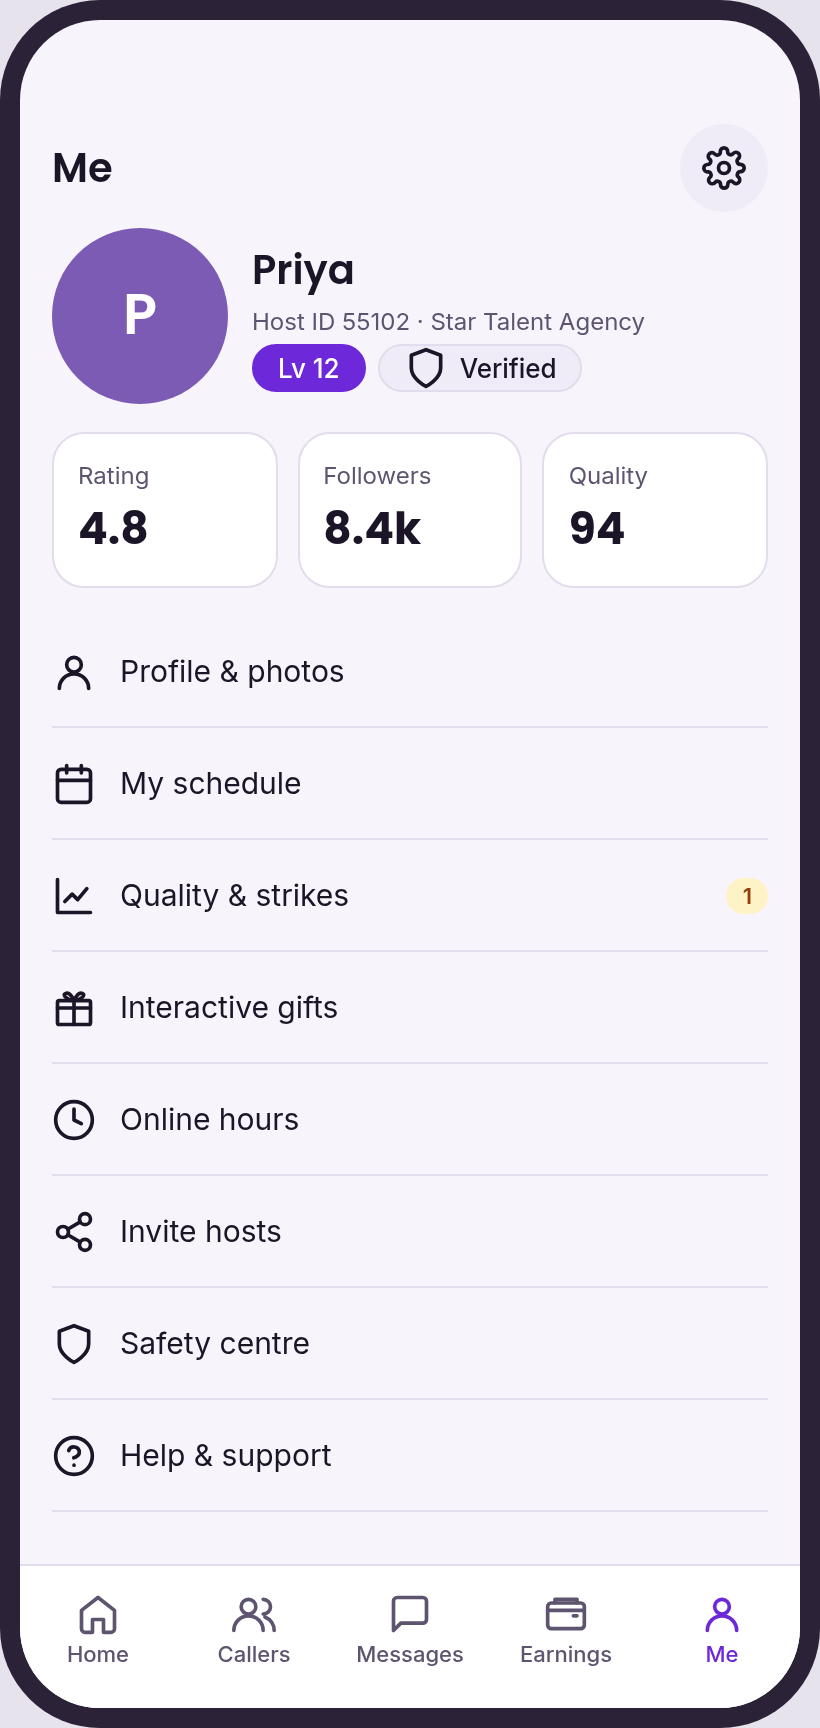 Me
P
Priya
Host ID 55102 · Star Talent Agency
Lv 12
Verified
Rating
Followers
Quality
4.8
8.4k
94
Profile & photos
My schedule
Quality & strikes
1
Interactive gifts
Online hours
Invite hosts
Safety centre
Help & support
Home
Callers
Messages
Earnings
Me